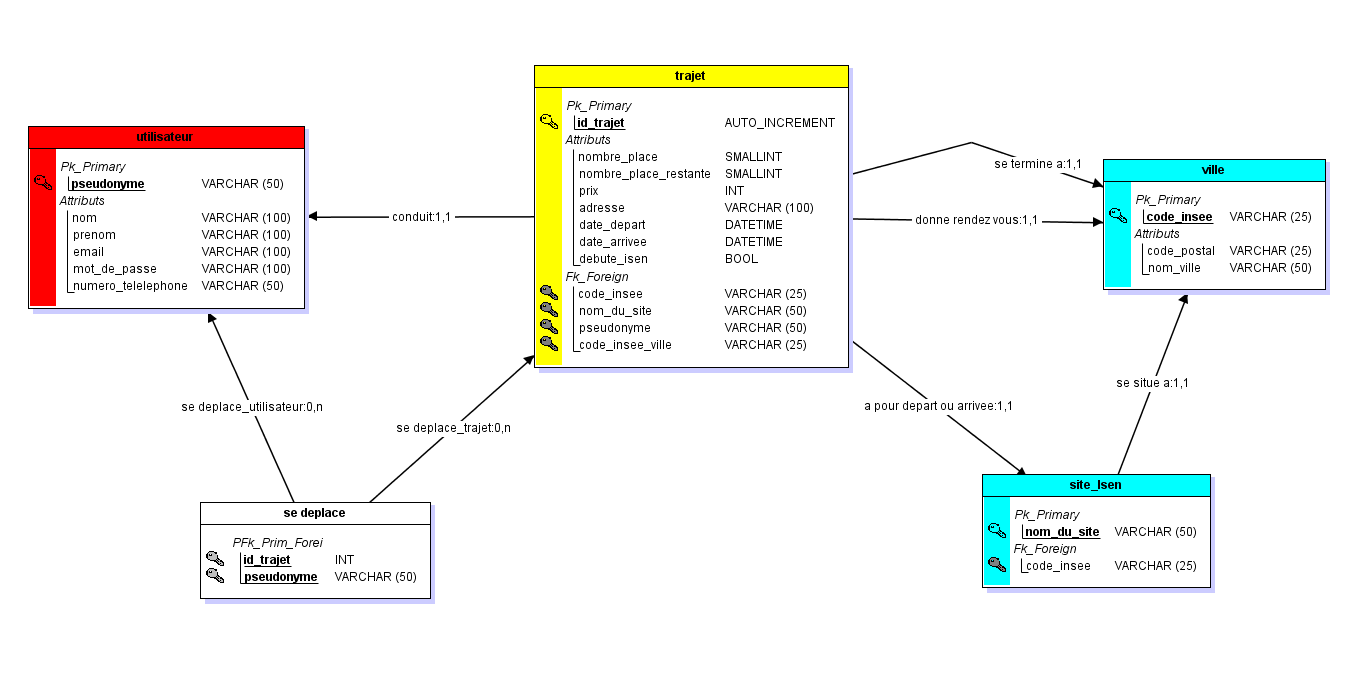 utilisateur
Pk_Primary
pseudonyme VARCHAR (50)
Attributs
nom VARCHAR (100)
prenom VARCHAR (100)
email VARCHAR (100)
mot_de_passe VARCHAR (100)
numero_telelephone VARCHAR (50)
conduit:1,1
trajet
Pk_Primary
id_trajet AUTO_INCREMENT
Attributs
nombre_place SMALLINT
nombre_place_restante SMALLINT
prix INT
adresse VARCHAR (100)
date_depart DATETIME
date_arrivee DATETIME
debute_isen BOOL
Fk_Foreign
code_insee VARCHAR (25)
nom_du_site VARCHAR (50)
pseudonyme VARCHAR (50)
code_insee_ville VARCHAR (25)
se termine a:1,1
donne rendez vous:1,1
ville
Pk_Primary
code_insee VARCHAR (25)
Attributs
code_postal VARCHAR (25)
nom_ville VARCHAR (50)
se situe a:1,1
a pour depart ou arrivee:1,1
se deplace_utilisateur:0,n
se deplace_trajet:0,n
se deplace
PFk_Prim_Forei
id_trajet INT
pseudonyme VARCHAR (50)
site_Isen
Pk_Primary
nom_du_site VARCHAR (50)
Fk_Foreign
code_insee VARCHAR (25)